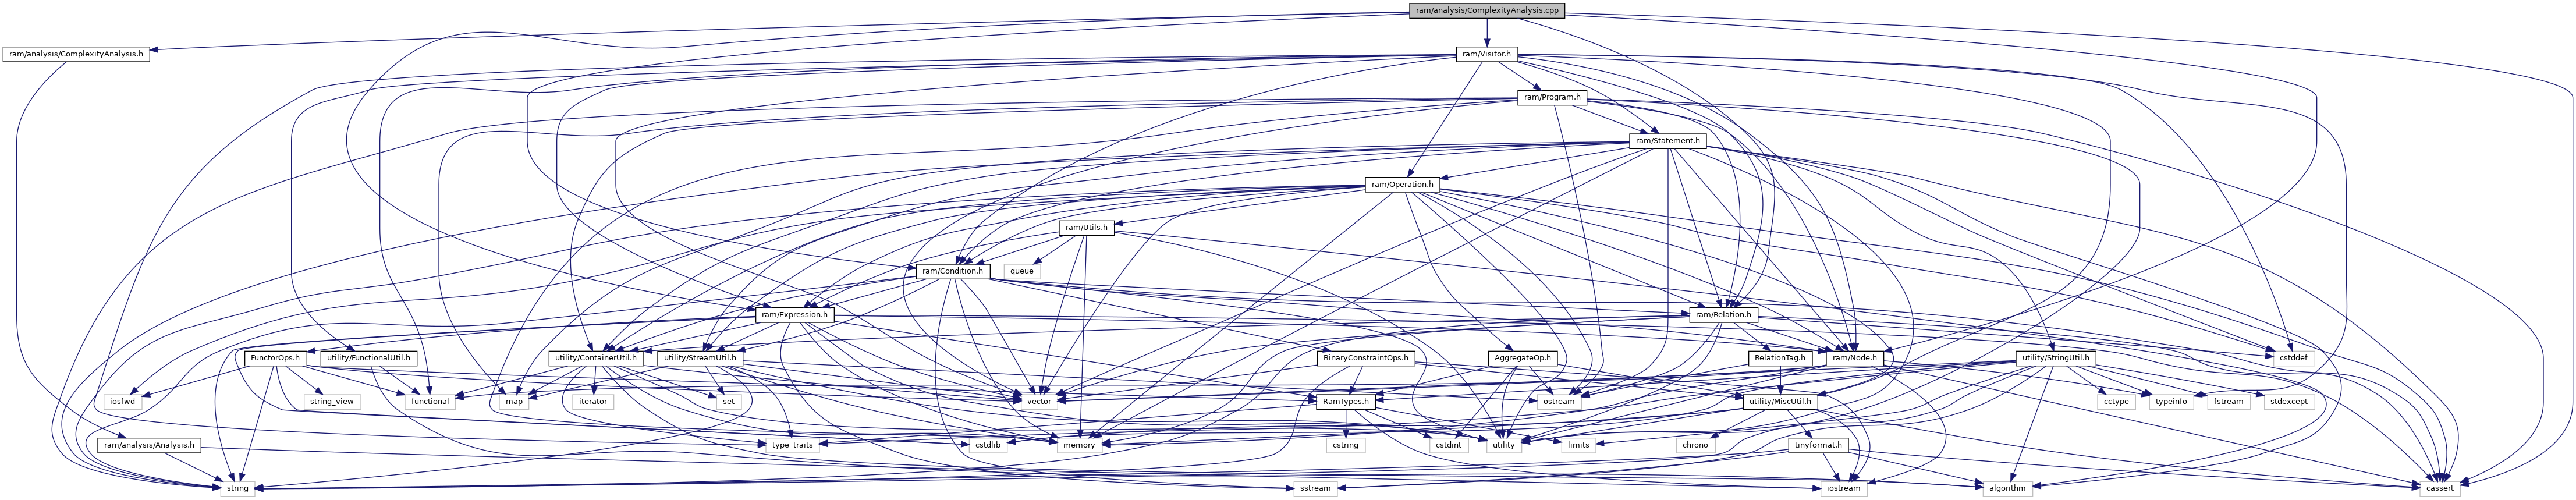 ram/analysis/ComplexityAnalysis.cpp
ram/analysis/ComplexityAnalysis.h
ram/Visitor.h
ram/Program.h
ram/Statement.h
ram/Operation.h
ram/Utils.h
ram/Condition.h
queue
ram/Expression.h
ram/Relation.h
FunctorOps.h
utility/FunctionalUtil.h
utility/ContainerUtil.h
utility/StreamUtil.h
BinaryConstraintOps.h
AggregateOp.h
RelationTag.h
ram/Node.h
utility/StringUtil.h
cstddef
iosfwd
string_view
functional
map
iterator
set
vector
RamTypes.h
ostream
utility/MiscUtil.h
cctype
typeinfo
fstream
stdexcept
ram/analysis/Analysis.h
type_traits
cstdlib
memory
cstring
cstdint
utility
limits
chrono
tinyformat.h
string
sstream
iostream
algorithm
cassert